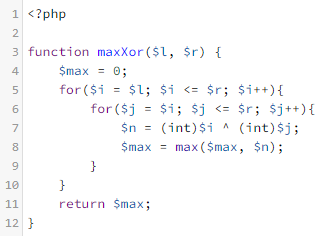 1 <?php
2
3 function maxXor($l, $r) {
4     $max = 0;
5     for($i = $l; $i <= $r; $i++){
6         for($j = $i; $j <= $r; $j++){
7             $n = (int)$i ^ (int)$j;
8             $max = max($max, $n);
9         }
10     }
11     return $max;
12 }